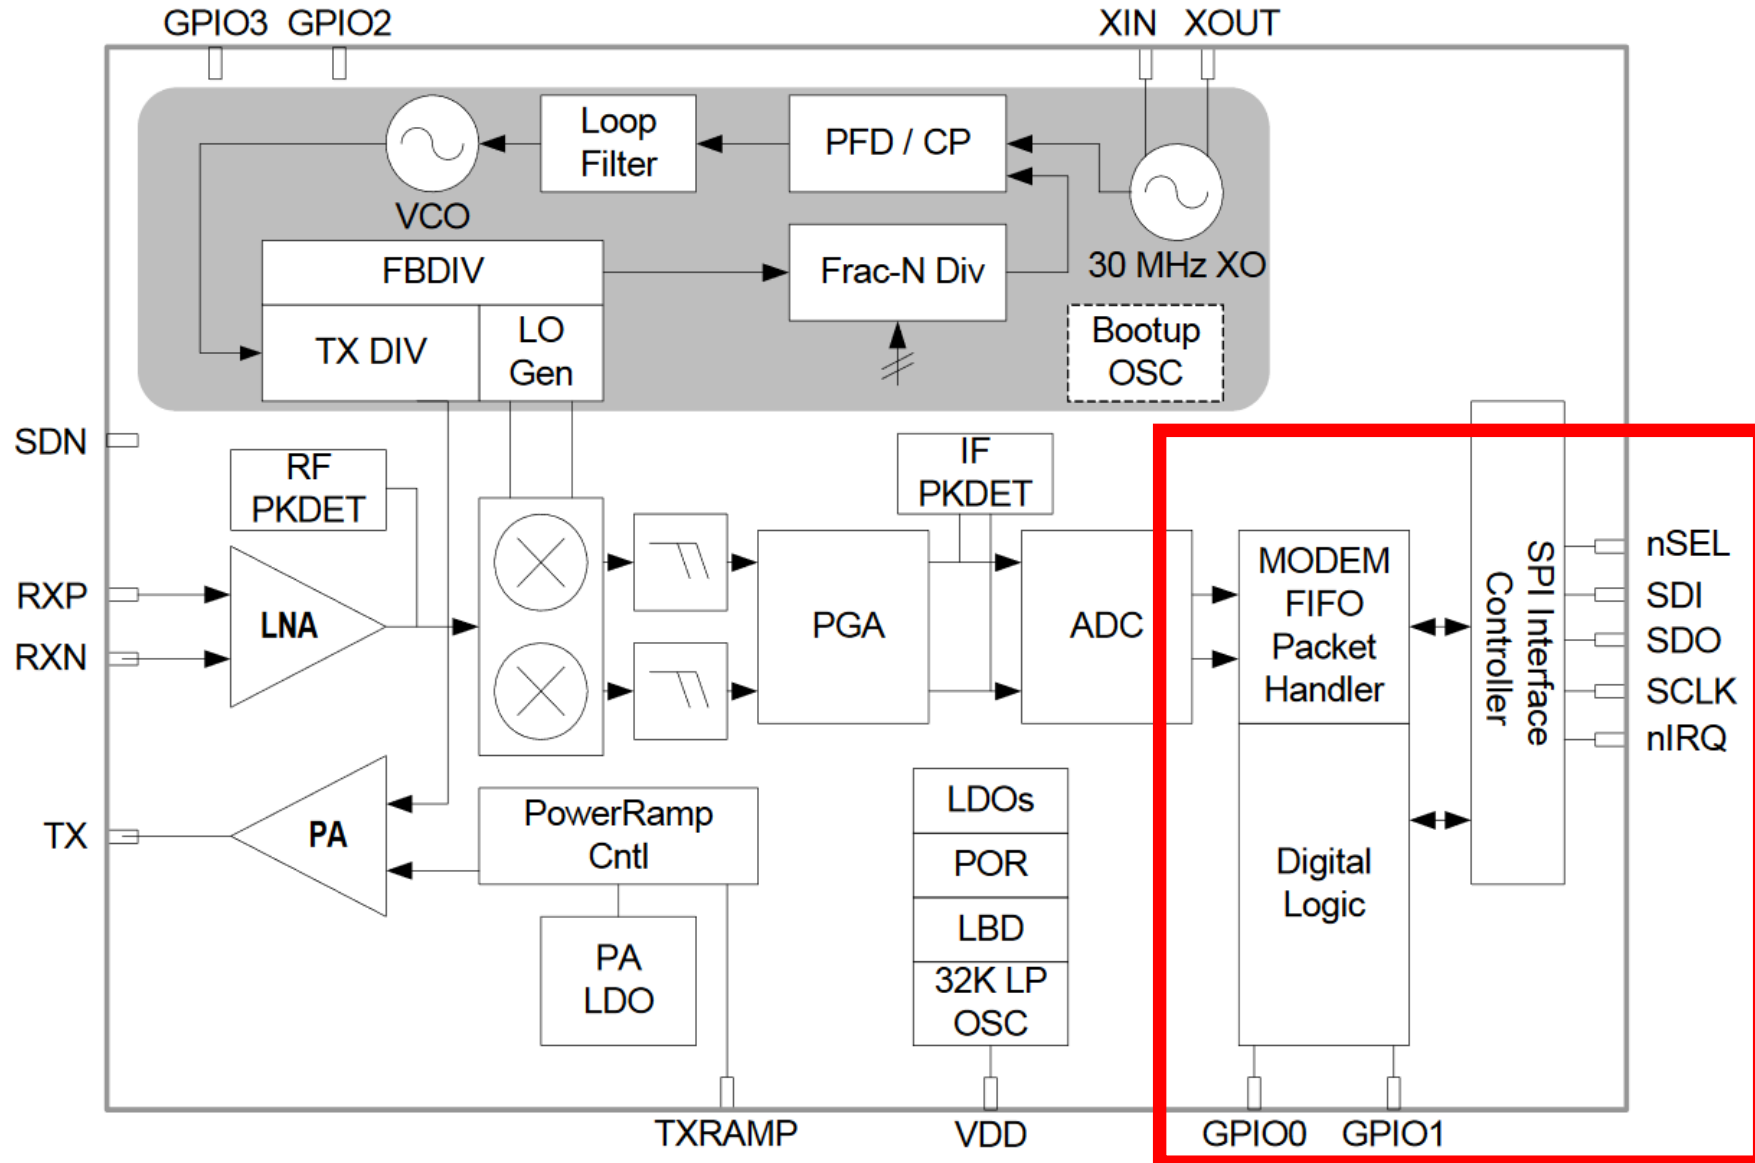 GPIO3 GPIO2
XIN XOUT
Loop
Filter
PFD / CP
VCO
FBDIV
Frac-N Div
30 MHz XO
TX DIV
LO
Gen
Bootup
OSC
SDN
RF
PKDET
IF
PKDET
RXP
RXN
LNA
PGA
ADC
MODEM
FIFO
Packet
Handler
SPI Interface
Controller
nSEL
SDI
SDO
SCLK
nIRQ
TX
PA
PowerRamp
Cntl
PA
LDO
LDOs
POR
LBD
32K LP
OSC
Digital
Logic
TXRAMP
VDD
GPIO0 GPIO1